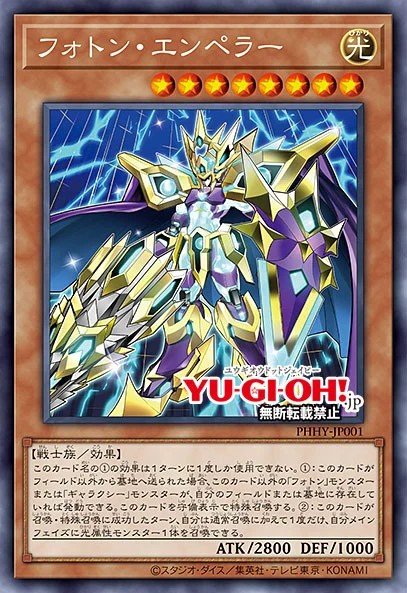 フォトン・エンペラー
光
ひかり
ユウギオウドットジェイピー
YU-GI-OH!.jp
無断転載禁止
PHHY-JP001
【戦士族/効果】
このカード名の①の効果は1ターンに1度しか使用できない。①:このカードが
フィールド以外から墓地へ送られた場合、このカード以外の「フォトン」モンスター
または「ギャラクシー」モンスターが、自分のフィールドまたは墓地に存在して
いれば発動できる。このカードを守備表示で特殊召喚する。②:このカードが
召喚・特殊召喚に成功したターン、自分は通常召喚に加えて1度だけ、自分メイン
フェイズに光属性モンスター1体を召喚できる。
ATK/2800 DEF/1000
©スタジオ・ダイス/集英社・テレビ東京・KONAMI